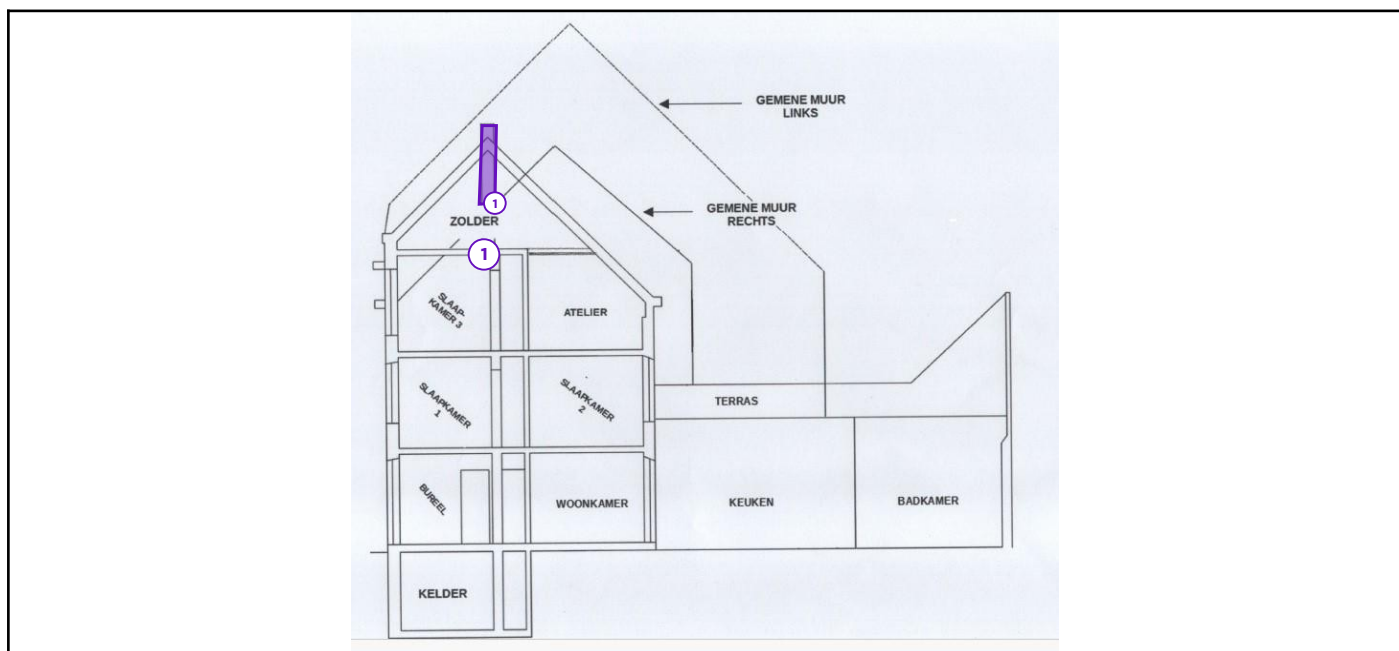 GEMENE MUUR
LINKS
GEMENE MUUR
RECHTS
1
ZOLDER
1
SLAAP-
KAMER 3
ATELIER
SLAAPKAMER
1
SLAAPKAMER
2
TERRAS
BUREEL
WOONKAMER
KEUKEN
BADKAMER
KELDER